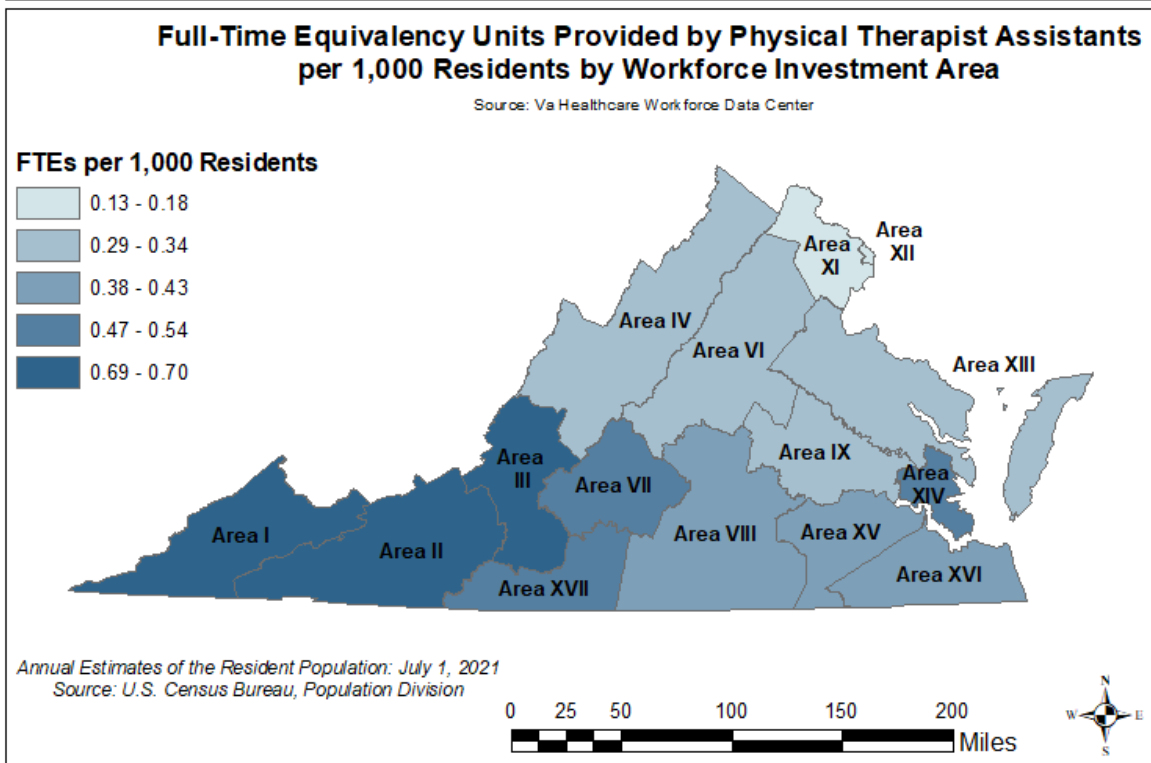 Full-Time Equivalency Units Provided by Physical Therapist Assistants
per 1,000 Residents by Workforce Investment Area
Source: Va Healthcare Workforce Data Center
FTEs per 1,000 Residents
0.13 - 0.18
0.29 - 0.34
0.38 - 0.43
0.47 - 0.54
0.69 - 0.70
Area
XII
Area
XI
Area IV
Area VI
Area XIII
Area
III
Area IX
Area VII
Area
XIV
Area I
Area II
Area VIII
Area XV
Area XVII
Area XVI
Annual Estimates of the Resident Population: July 1, 2021
Source: U.S. Census Bureau, Population Division
0 25 50 100 150 200
Miles
N
W E
S